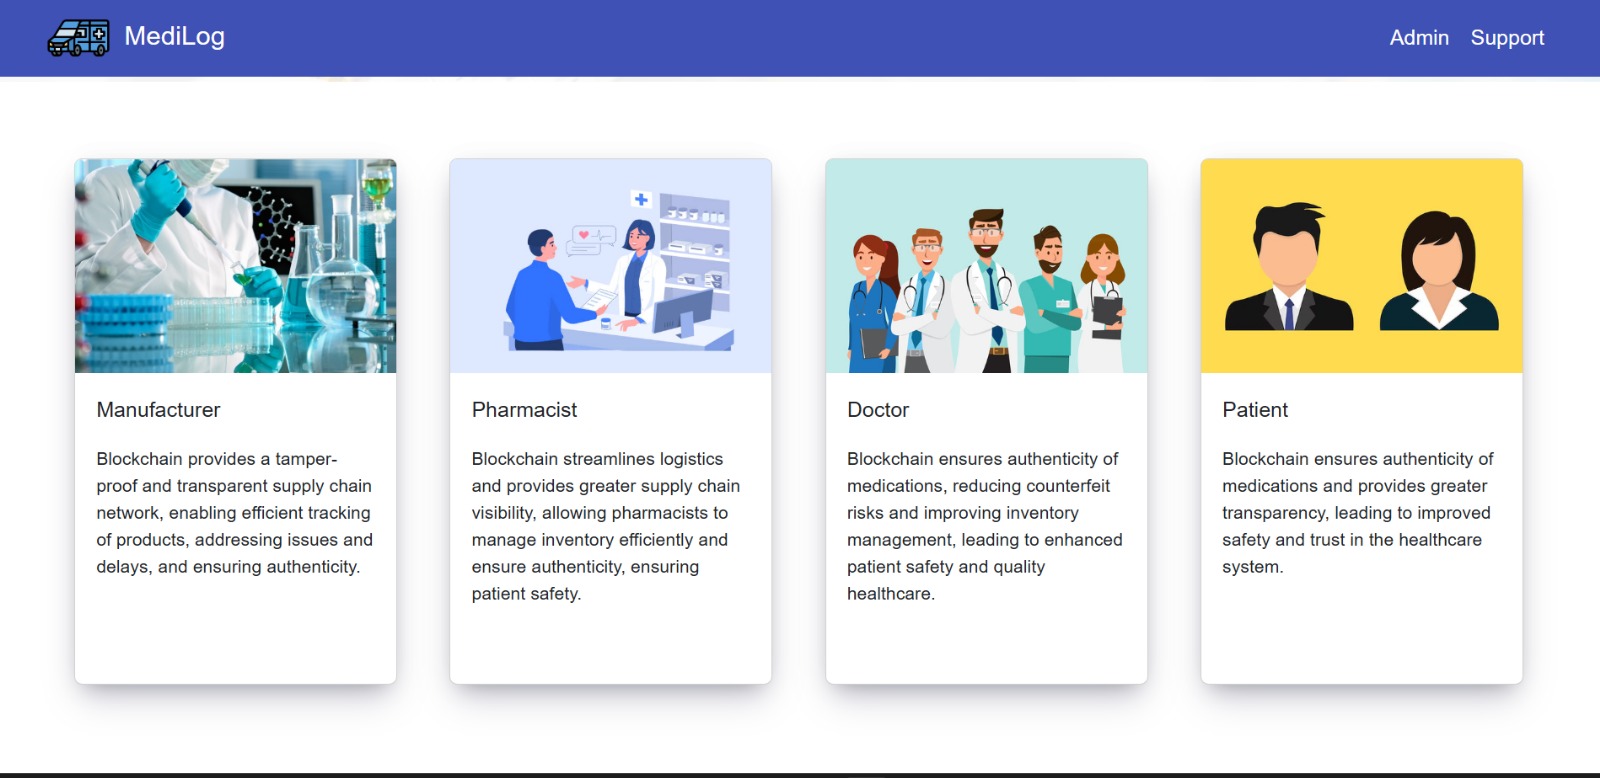 MediLog
Admin Support
Manufacturer
Blockchain provides a tamper-
proof and transparent supply chain
network, enabling efficient tracking
of products, addressing issues and
delays, and ensuring authenticity.
Pharmacist
Blockchain streamlines logistics
and provides greater supply chain
visibility, allowing pharmacists to
manage inventory efficiently and
ensure authenticity, ensuring
patient safety.
Doctor
Blockchain ensures authenticity of
medications, reducing counterfeit
risks and improving inventory
management, leading to enhanced
patient safety and quality
healthcare.
Patient
Blockchain ensures authenticity of
medications and provides greater
transparency, leading to improved
safety and trust in the healthcare
system.